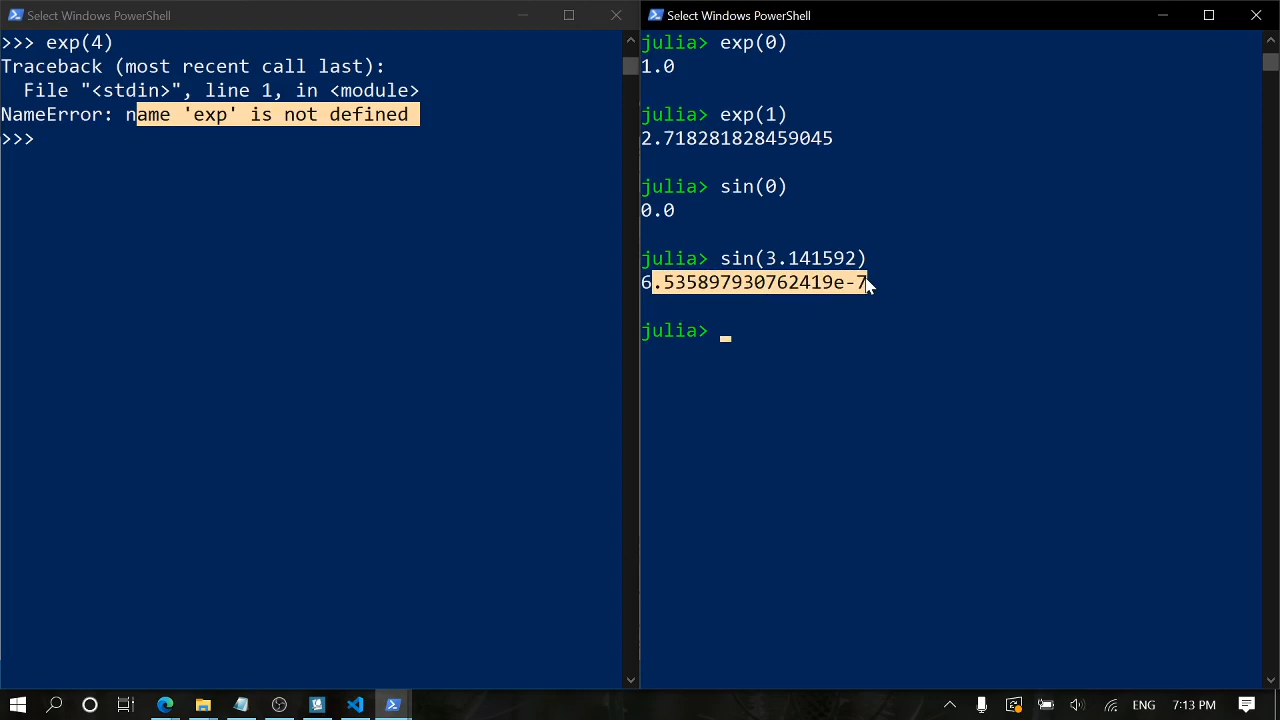 Select Windows PowerShell
>>> exp(4)
Traceback (most recent call last):
  File "<stdin>", line 1, in <module>
NameError: name 'exp' is not defined
>>>
Select Windows PowerShell
julia> exp(0)
1.0
julia> exp(1)
2.718281828459045
julia> sin(0)
0.0
julia> sin(3.141592)
6.535897930762419e-7
julia>
ENG
7:13 PM